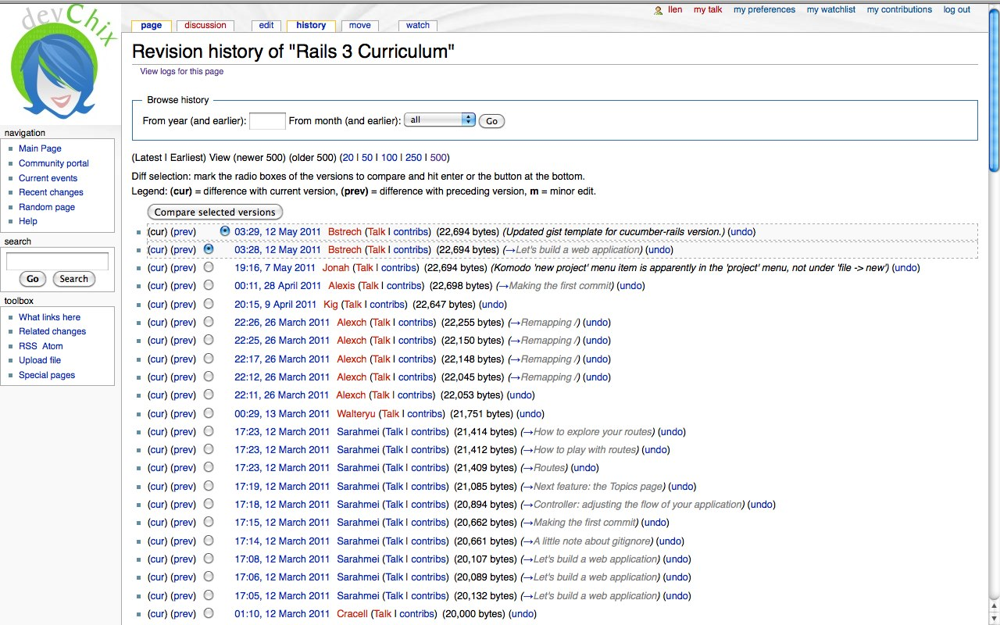 devChix
llen my talk my preferences my watchlist my contributions log out
page discussion edit history move watch
Revision history of "Rails 3 Curriculum"
View logs for this page
Browse history
From year (and earlier): From month (and earlier): all Go
(Latest | Earliest) View (newer 500) (older 500) (20 | 50 | 100 | 250 | 500)
Diff selection: mark the radio boxes of the versions to compare and hit enter or the button at the bottom.
Legend: (cur) = difference with current version, (prev) = difference with preceding version, m = minor edit.
Compare selected versions
(cur) (prev) 03:29, 12 May 2011 Bstrech (Talk | contribs) (22,694 bytes) (Updated gist template for cucumber-rails version.) (undo)
(cur) (prev) 03:28, 12 May 2011 Bstrech (Talk | contribs) (22,694 bytes) (→Let's build a web application) (undo)
(cur) (prev) 19:16, 7 May 2011 Jonah (Talk | contribs) (22,694 bytes) (Komodo 'new project' menu item is apparently in the 'project' menu, not under 'file -> new') (undo)
(cur) (prev) 00:11, 28 April 2011 Alexis (Talk | contribs) (22,698 bytes) (→Making the first commit) (undo)
(cur) (prev) 20:15, 9 April 2011 Kig (Talk | contribs) (22,647 bytes) (undo)
(cur) (prev) 22:26, 26 March 2011 Alexch (Talk | contribs) (22,255 bytes) (→Remapping /) (undo)
(cur) (prev) 22:25, 26 March 2011 Alexch (Talk | contribs) (22,150 bytes) (→Remapping /) (undo)
(cur) (prev) 22:17, 26 March 2011 Alexch (Talk | contribs) (22,148 bytes) (→Remapping /) (undo)
(cur) (prev) 22:12, 26 March 2011 Alexch (Talk | contribs) (22,045 bytes) (→Remapping /) (undo)
(cur) (prev) 22:11, 26 March 2011 Alexch (Talk | contribs) (22,053 bytes) (undo)
(cur) (prev) 00:29, 13 March 2011 Walteryu (Talk | contribs) (21,751 bytes) (undo)
(cur) (prev) 17:23, 12 March 2011 Sarahmei (Talk | contribs) (21,414 bytes) (→How to explore your routes) (undo)
(cur) (prev) 17:23, 12 March 2011 Sarahmei (Talk | contribs) (21,412 bytes) (→How to play with routes) (undo)
(cur) (prev) 17:23, 12 March 2011 Sarahmei (Talk | contribs) (21,409 bytes) (→Routes) (undo)
(cur) (prev) 17:19, 12 March 2011 Sarahmei (Talk | contribs) (21,085 bytes) (→Next feature: the Topics page) (undo)
(cur) (prev) 17:18, 12 March 2011 Sarahmei (Talk | contribs) (20,894 bytes) (→Controller: adjusting the flow of your application) (undo)
(cur) (prev) 17:15, 12 March 2011 Sarahmei (Talk | contribs) (20,662 bytes) (→Making the first commit) (undo)
(cur) (prev) 17:14, 12 March 2011 Sarahmei (Talk | contribs) (20,661 bytes) (→A little note about gitignore) (undo)
(cur) (prev) 17:08, 12 March 2011 Sarahmei (Talk | contribs) (20,107 bytes) (→Let's build a web application) (undo)
(cur) (prev) 17:06, 12 March 2011 Sarahmei (Talk | contribs) (20,089 bytes) (→Let's build a web application) (undo)
(cur) (prev) 17:05, 12 March 2011 Sarahmei (Talk | contribs) (20,132 bytes) (→Let's build a web application) (undo)
(cur) (prev) 01:10, 12 March 2011 Cracell (Talk | contribs) (20,000 bytes) (undo)
navigation
Main Page
Community portal
Current events
Recent changes
Random page
Help
search
Go Search
toolbox
What links here
Related changes
RSS Atom
Upload file
Special pages